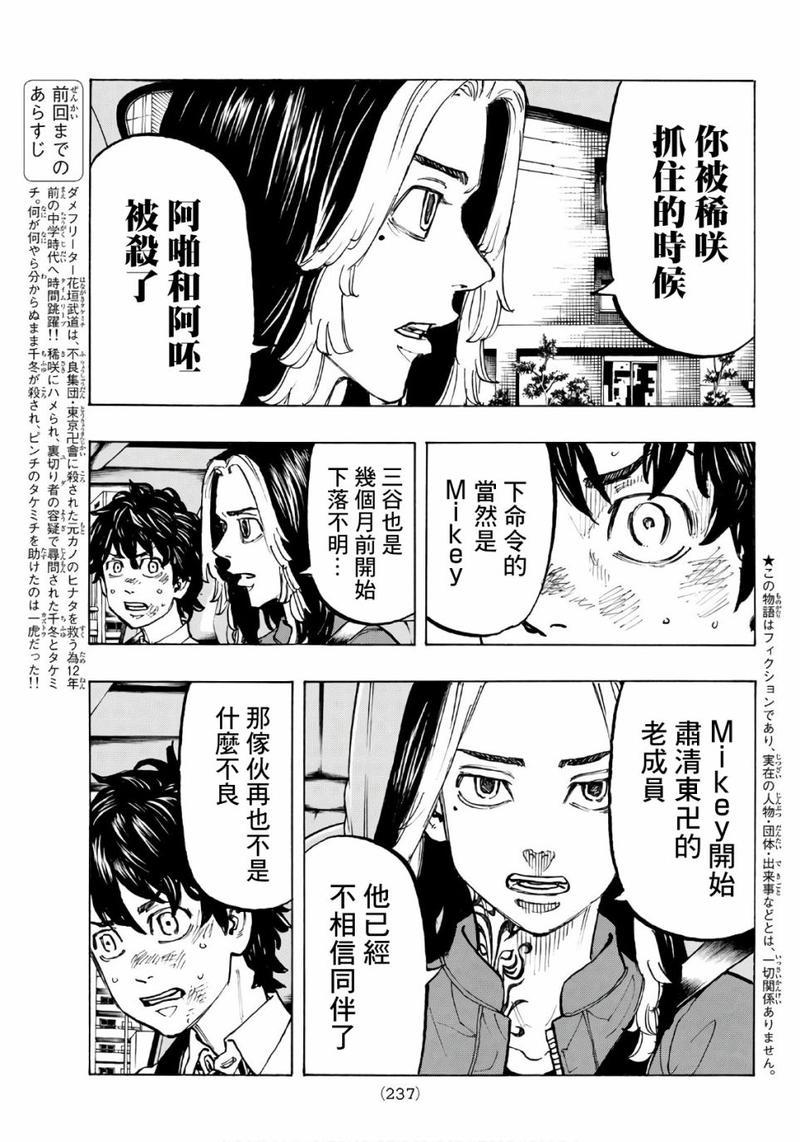 你被稀咲
抓住的時候
阿啪和阿呸
被殺了
下命令的
當然是
Mikey
三谷也是
幾個月前開始
下落不明…
Mikey開始
肅清東卍的
老成員
他已經
不相信同伴了
那傢伙再也不是
什麼不良
★この物語はフィクションであり、実在の人物・団体・出来事などとは、一切関係ありません。
前回までの
あらすじ
ダメフリーター花垣武道は、不良集団・東京卍會に殺された元カノのヒナタを救う為12年
前の中学時代へ時間跳躍!! 稀咲にハメられ、裏切り者の容疑で尋問された千冬とタケミ
チ。何が何やら分からぬまま千冬が殺され、ピンチのタケミチを助けたのは一虎だった!!
(237)